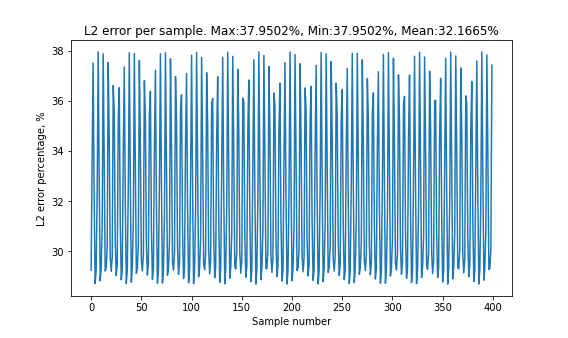 L2 error per sample. Max:37.9502%, Min:37.9502%, Mean:32.1665%
38
36
34
32
30
L2 error percentage, %
0 50 100 150 200 250 300 350 400
Sample number